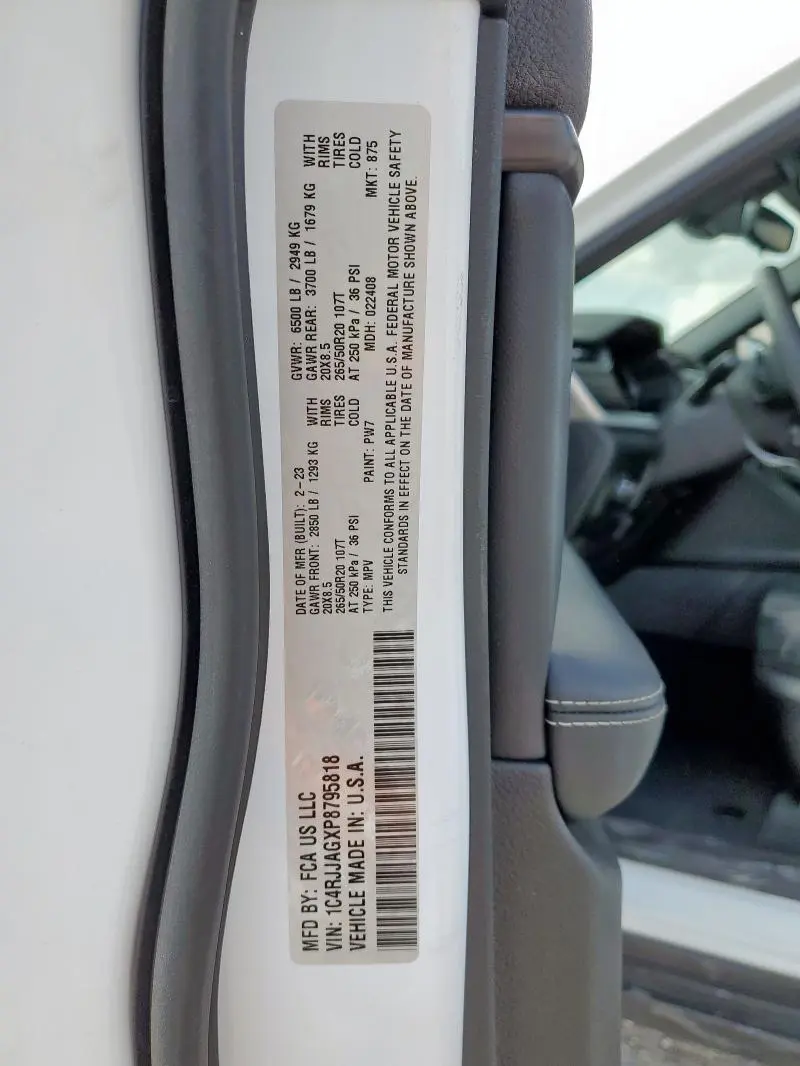 MFD BY: FCA US LLC
VIN: 1C4RJJAGXP8795818
VEHICLE MADE IN: U.S.A.
DATE OF MFR (BUILT): 2-23 GVWR: 6500 LB / 2949 KG
GAWR FRONT: 2850 LB / 1293 KG WITH GAWR REAR: 3700 LB / 1679 KG WITH
20X8.5 RIMS 20X8.5 RIMS
265/50R20 107T TIRES 265/50R20 107T TIRES
AT 250 kPa / 36 PSI COLD AT 250 kPa / 36 PSI COLD
TYPE: MPV PAINT: PW7 MDH: 022408 MKT: 875
THIS VEHICLE CONFORMS TO ALL APPLICABLE U.S.A. FEDERAL MOTOR VEHICLE SAFETY
STANDARDS IN EFFECT ON THE DATE OF MANUFACTURE SHOWN ABOVE.